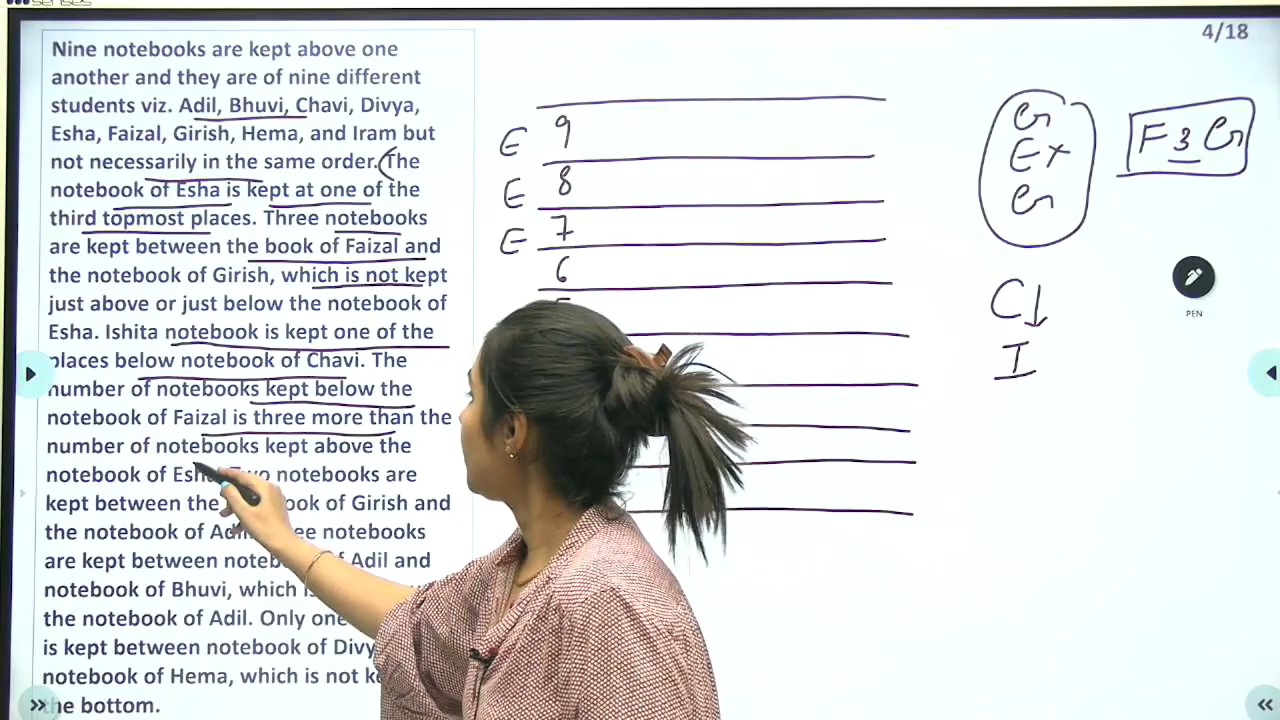 4/18
Nine notebooks are kept above one
another and they are of nine different
students viz. Adil, Bhuvi, Chavi, Divya,
Esha, Faizal, Girish, Hema, and Iram but
not necessarily in the same order. The
notebook of Esha is kept at one of the
third topmost places. Three notebooks
are kept between the book of Faizal and
the notebook of Girish, which is not kept
just above or just below the notebook of
Esha. Ishita notebook is kept one of the
places below notebook of Chavi. The
number of notebooks kept below the
notebook of Faizal is three more than the
number of notebooks kept above the
notebook of Two notebooks are
kept between the of Girish and
the notebook of notebooks
are kept between of Adil and
notebook of Bhuvi, which
the notebook of Adil. Only one
is kept between notebook of
notebook of Hema, which is not
the bottom.
E 9
E 8
E 7
6
G
E x
G
F 3 G
C↓
I
PEN